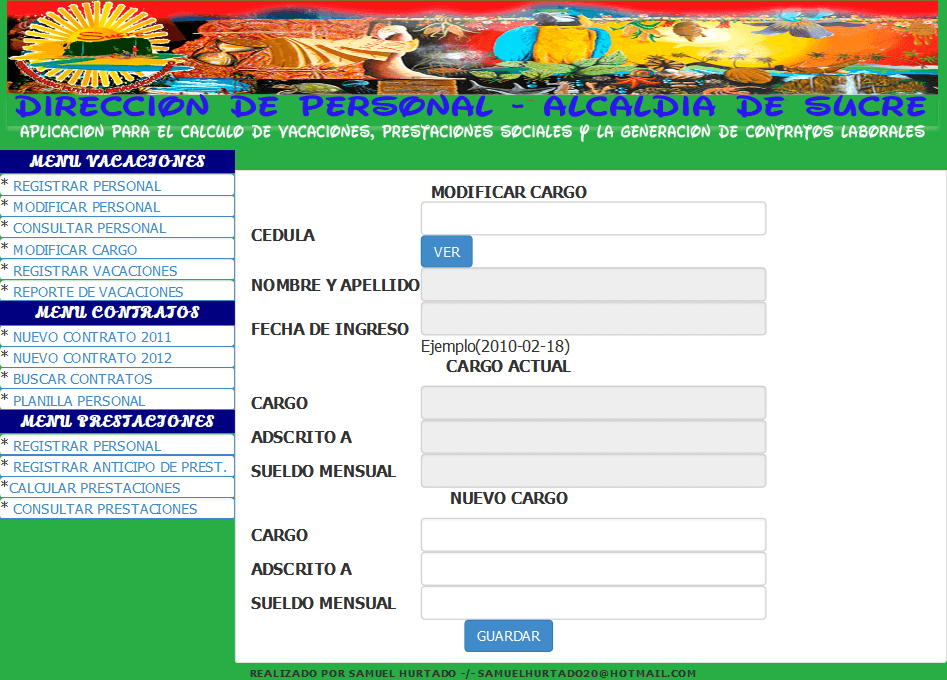 DIRECCION DE PERSONAL - ALCALDIA DE SUCRE
APLICACION PARA EL CALCULO DE VACACIONES, PRESTACIONES SOCIALES Y LA GENERACION DE CONTRATOS LABORALES
MENU VACACIONES
* REGISTRAR PERSONAL
* MODIFICAR PERSONAL
* CONSULTAR PERSONAL
* MODIFICAR CARGO
* REGISTRAR VACACIONES
* REPORTE DE VACACIONES
MENU CONTRATOS
* NUEVO CONTRATO 2011
* NUEVO CONTRATO 2012
* BUSCAR CONTRATOS
* PLANILLA PERSONAL
MENU PRESTACIONES
* REGISTRAR PERSONAL
* REGISTRAR ANTICIPO DE PREST.
*CALCULAR PRESTACIONES
* CONSULTAR PRESTACIONES
MODIFICAR CARGO
CEDULA
VER
NOMBRE Y APELLIDO
FECHA DE INGRESO
Ejemplo(2010-02-18)
CARGO ACTUAL
CARGO
ADSCRITO A
SUELDO MENSUAL
NUEVO CARGO
CARGO
ADSCRITO A
SUELDO MENSUAL
GUARDAR
REALIZADO POR SAMUEL HURTADO -/- SAMUELHURTADO20@HOTMAIL.COM